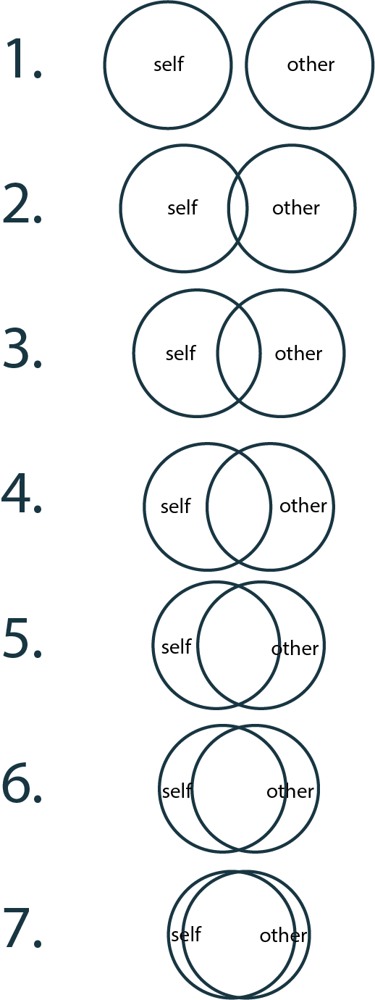 1. self other
2. self other
3. self other
4. self other
5. self other
6. self other
7. self other